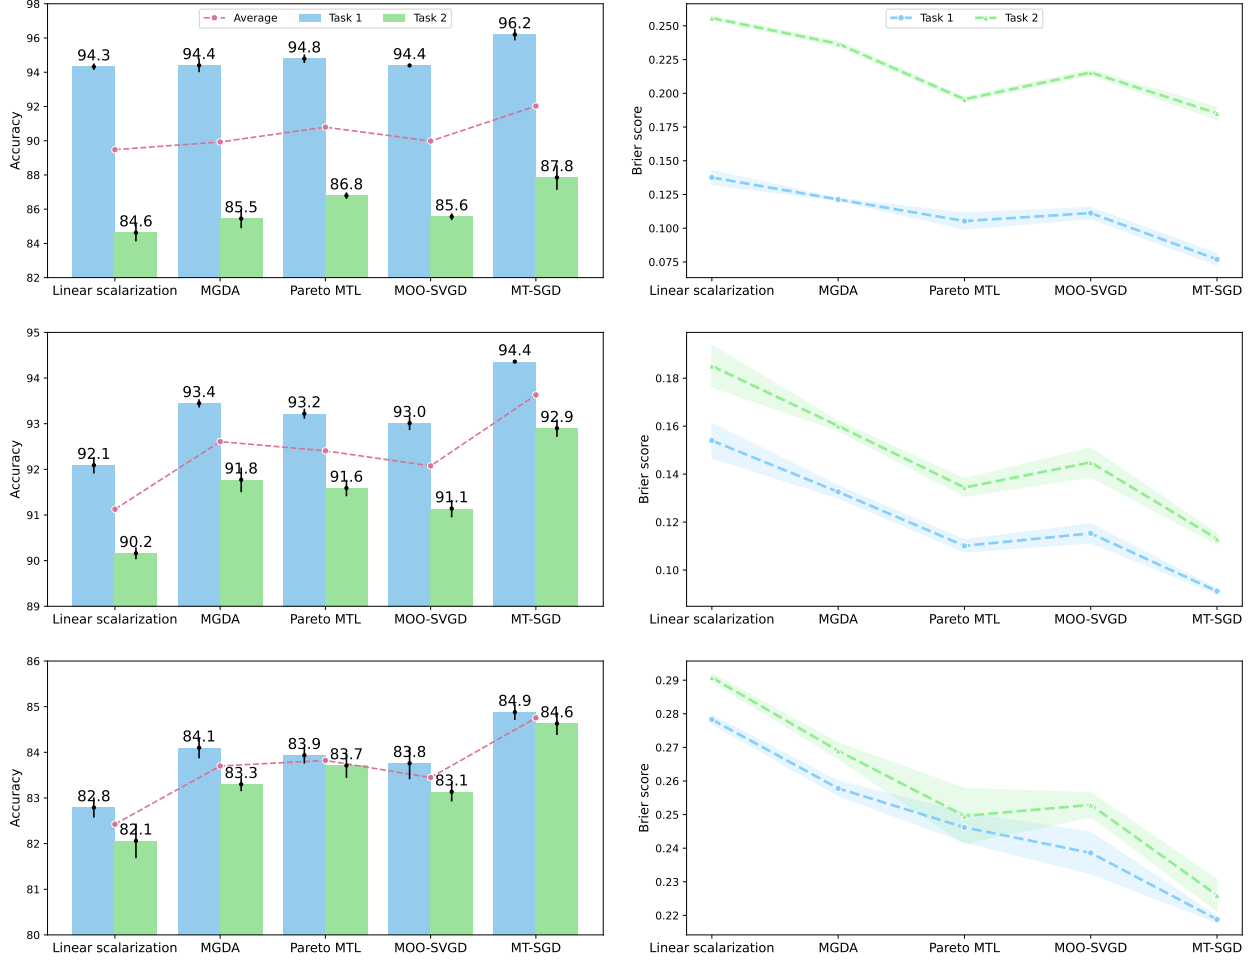 98
96
94
92
90
88
86
84
82
Accuracy
Average Task 1 Task 2
94.3 94.4 94.8 94.4 96.2
84.6 85.5 86.8 85.6 87.8
Linear scalarization MGDA Pareto MTL MOO-SVGD MT-SGD
0.250
0.225
0.200
0.175
0.150
0.125
0.100
0.075
Brier score
Task 1 Task 2
Linear scalarization MGDA Pareto MTL MOO-SVGD MT-SGD
95
94
93
92
91
90
89
Accuracy
92.1 93.4 93.2 93.0 94.4
90.2 91.8 91.6 91.1 92.9
Linear scalarization MGDA Pareto MTL MOO-SVGD MT-SGD
0.18
0.16
0.14
0.12
0.10
Brier score
Linear scalarization MGDA Pareto MTL MOO-SVGD MT-SGD
86
85
84
83
82
81
80
Accuracy
82.8 84.1 83.9 83.8 84.9
82.1 83.3 83.7 83.1 84.6
Linear scalarization MGDA Pareto MTL MOO-SVGD MT-SGD
0.29
0.28
0.27
0.26
0.25
0.24
0.23
0.22
Brier score
Linear scalarization MGDA Pareto MTL MOO-SVGD MT-SGD